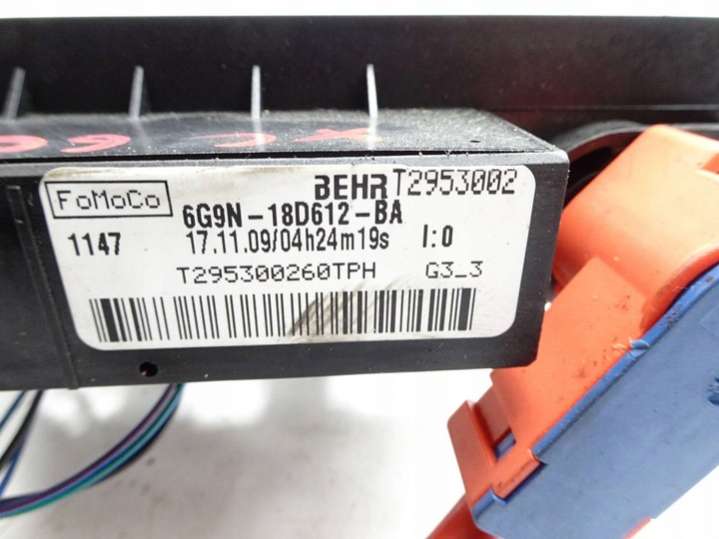 FoMoCo BEHR T2953002
6G9N-18D612-BA
1147 17.11.09/04h24m19s I:0
T295300260TPH G3_3